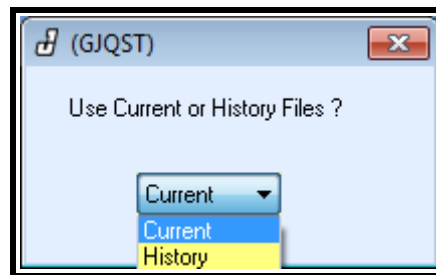 (GJQST)
Use Current or History Files ?
Current
Current
History